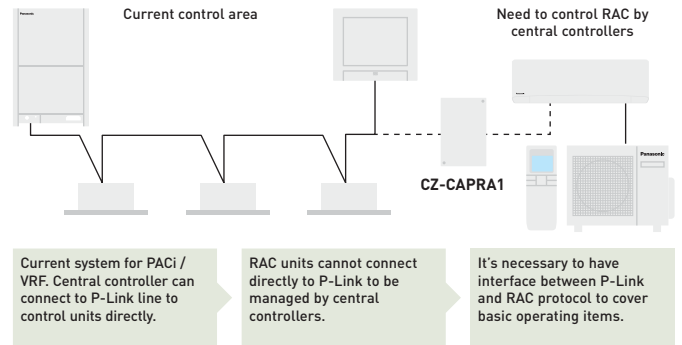 Panasonic
Current control area
Need to control RAC by
central controllers
CZ-CAPRA1
Panasonic
Current system for PACi /
VRF. Central controller can
connect to P-Link line to
control units directly.
RAC units cannot connect
directly to P-Link to be
managed by central
controllers.
It's necessary to have
interface between P-Link
and RAC protocol to cover
basic operating items.